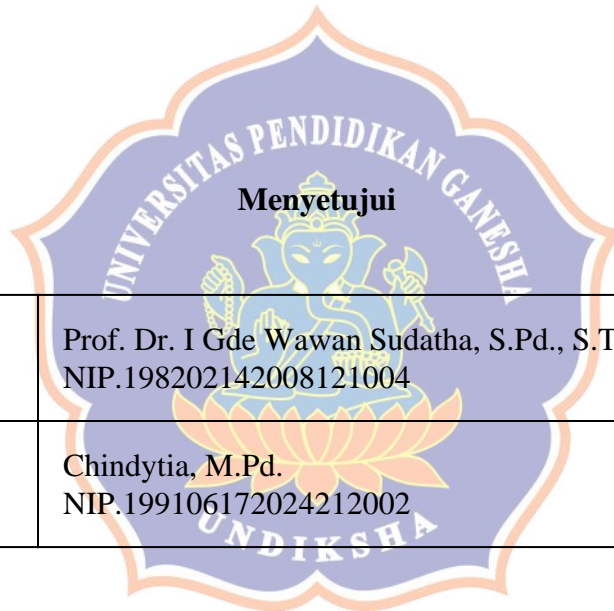 UNIVERSITAS PENDIDIKAN GANESHA
Menyetujui
Prof. Dr. I Gde Wawan Sudatha, S.Pd., S.T
NIP.198202142008121004
Chindytia, M.Pd.
NIP.199106172024212002
UNDIKSHA